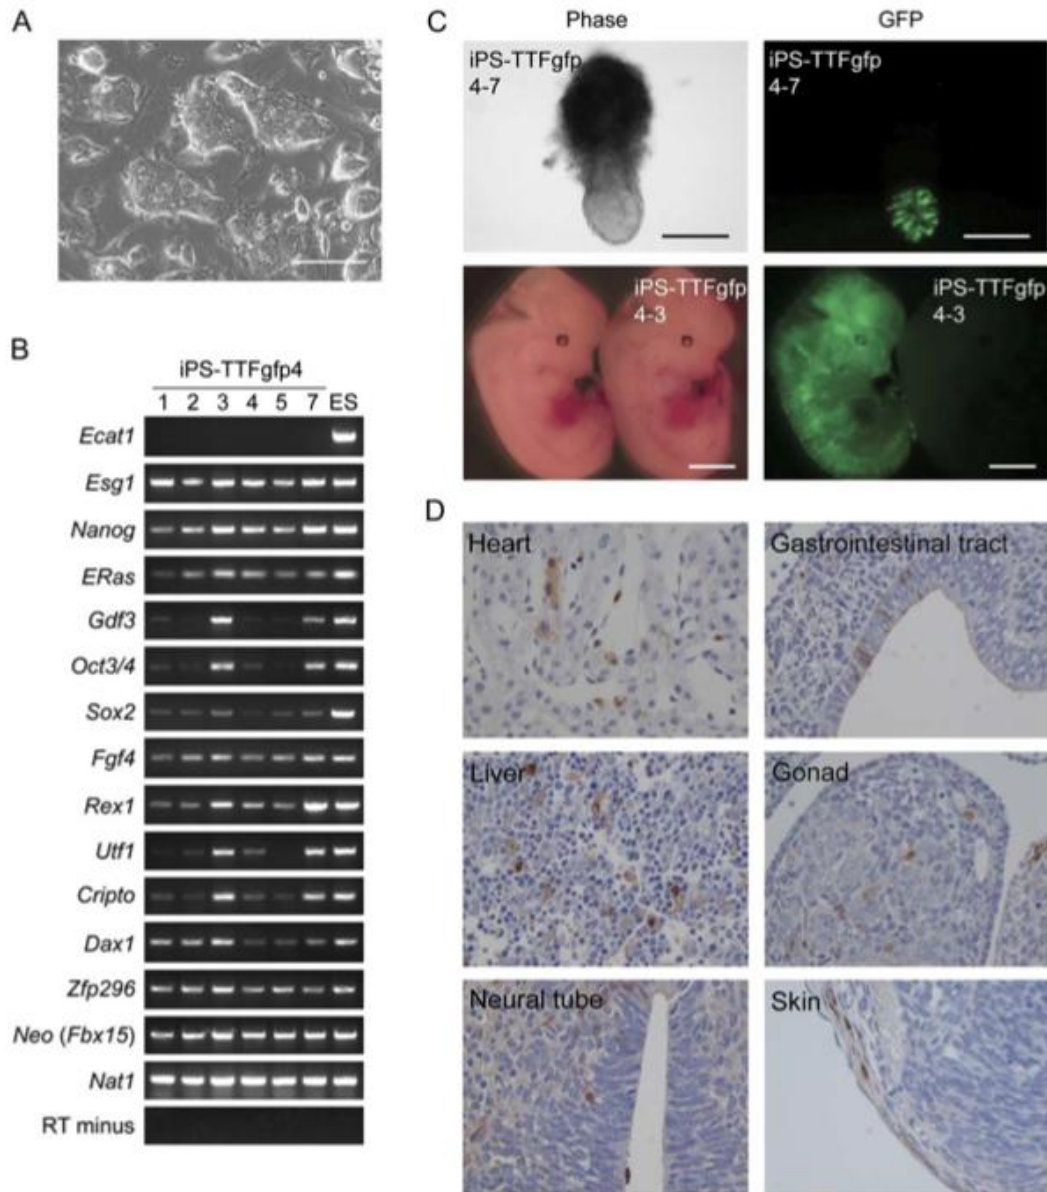 A
B
iPS-TTFgfp4
1 2 3 4 5 7 ES
Ecat1
Esg1
Nanog
ERas
Gdf3
Oct3/4
Sox2
Fgf4
Rex1
Utf1
Cripto
Dax1
Zfp296
Neo (Fbx15)
Nat1
RT minus
C
Phase
GFP
iPS-TTFgfp
4-7
iPS-TTFgfp
4-7
iPS-TTFgfp
4-3
iPS-TTFgfp
4-3
D
Heart
Gastrointestinal tract
Liver
Gonad
Neural tube
Skin